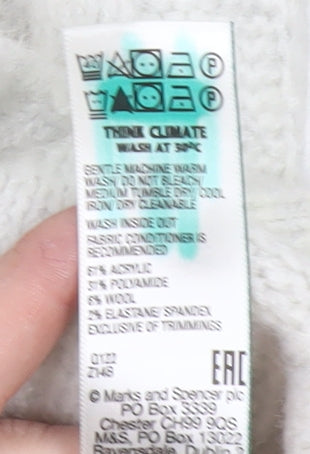 THINK CLIMATE
WASH AT 30°C
GENTLE MACHINE WARM
WASH/ DO NOT BLEACH/
MEDIUM TUMBLE DRY/ COOL
IRON/ DRY CLEANABLE
WASH INSIDE OUT
FABRIC CONDITIONER IS
RECOMMENDED
61% ACRYLIC
31% POLYAMIDE
6% WOOL
2% ELASTANE/ SPANDEX
EXCLUSIVE OF TRIMMINGS
EAC
© Marks and Spencer plc
PO Box 3339
Chester CH99 9QS
M&S, PO Box 13022
Dublin